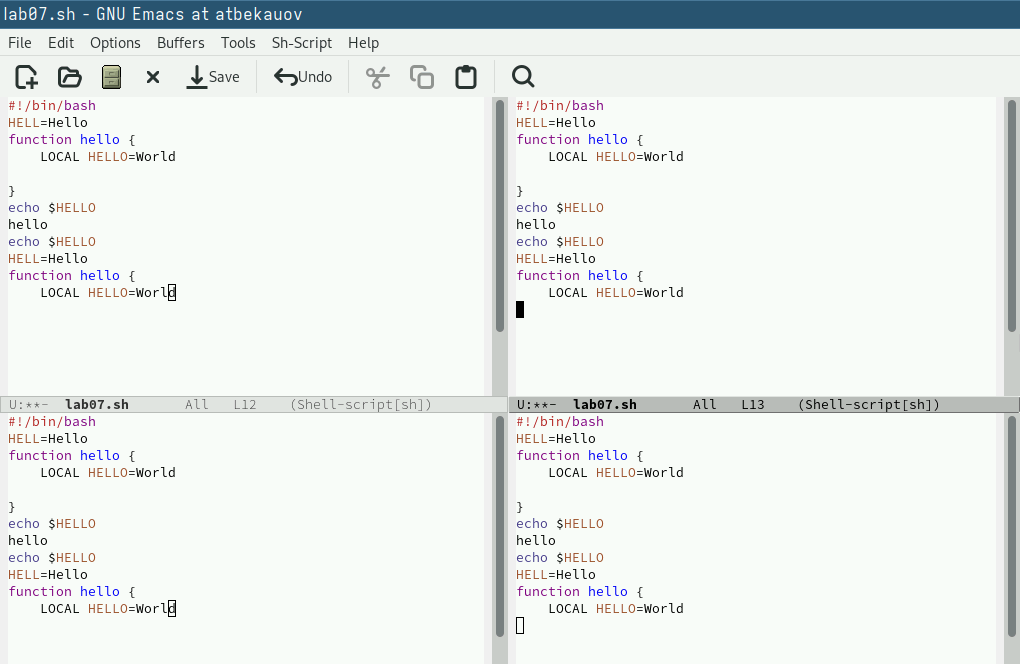 lab07.sh - GNU Emacs at atbekauov
File Edit Options Buffers Tools Sh-Script Help
Save Undo
#!/bin/bash
HELL=Hello
function hello {
    LOCAL HELLO=World

}
echo $HELLO
hello
echo $HELLO
HELL=Hello
function hello {
    LOCAL HELLO=World
U:**-  lab07.sh       All   L12    (Shell-script[sh])
#!/bin/bash
HELL=Hello
function hello {
    LOCAL HELLO=World

}
echo $HELLO
hello
echo $HELLO
HELL=Hello
function hello {
    LOCAL HELLO=World
U:**-  lab07.sh       All   L13    (Shell-script[sh])
#!/bin/bash
HELL=Hello
function hello {
    LOCAL HELLO=World

}
echo $HELLO
hello
echo $HELLO
HELL=Hello
function hello {
    LOCAL HELLO=World
#!/bin/bash
HELL=Hello
function hello {
    LOCAL HELLO=World

}
echo $HELLO
hello
echo $HELLO
HELL=Hello
function hello {
    LOCAL HELLO=World